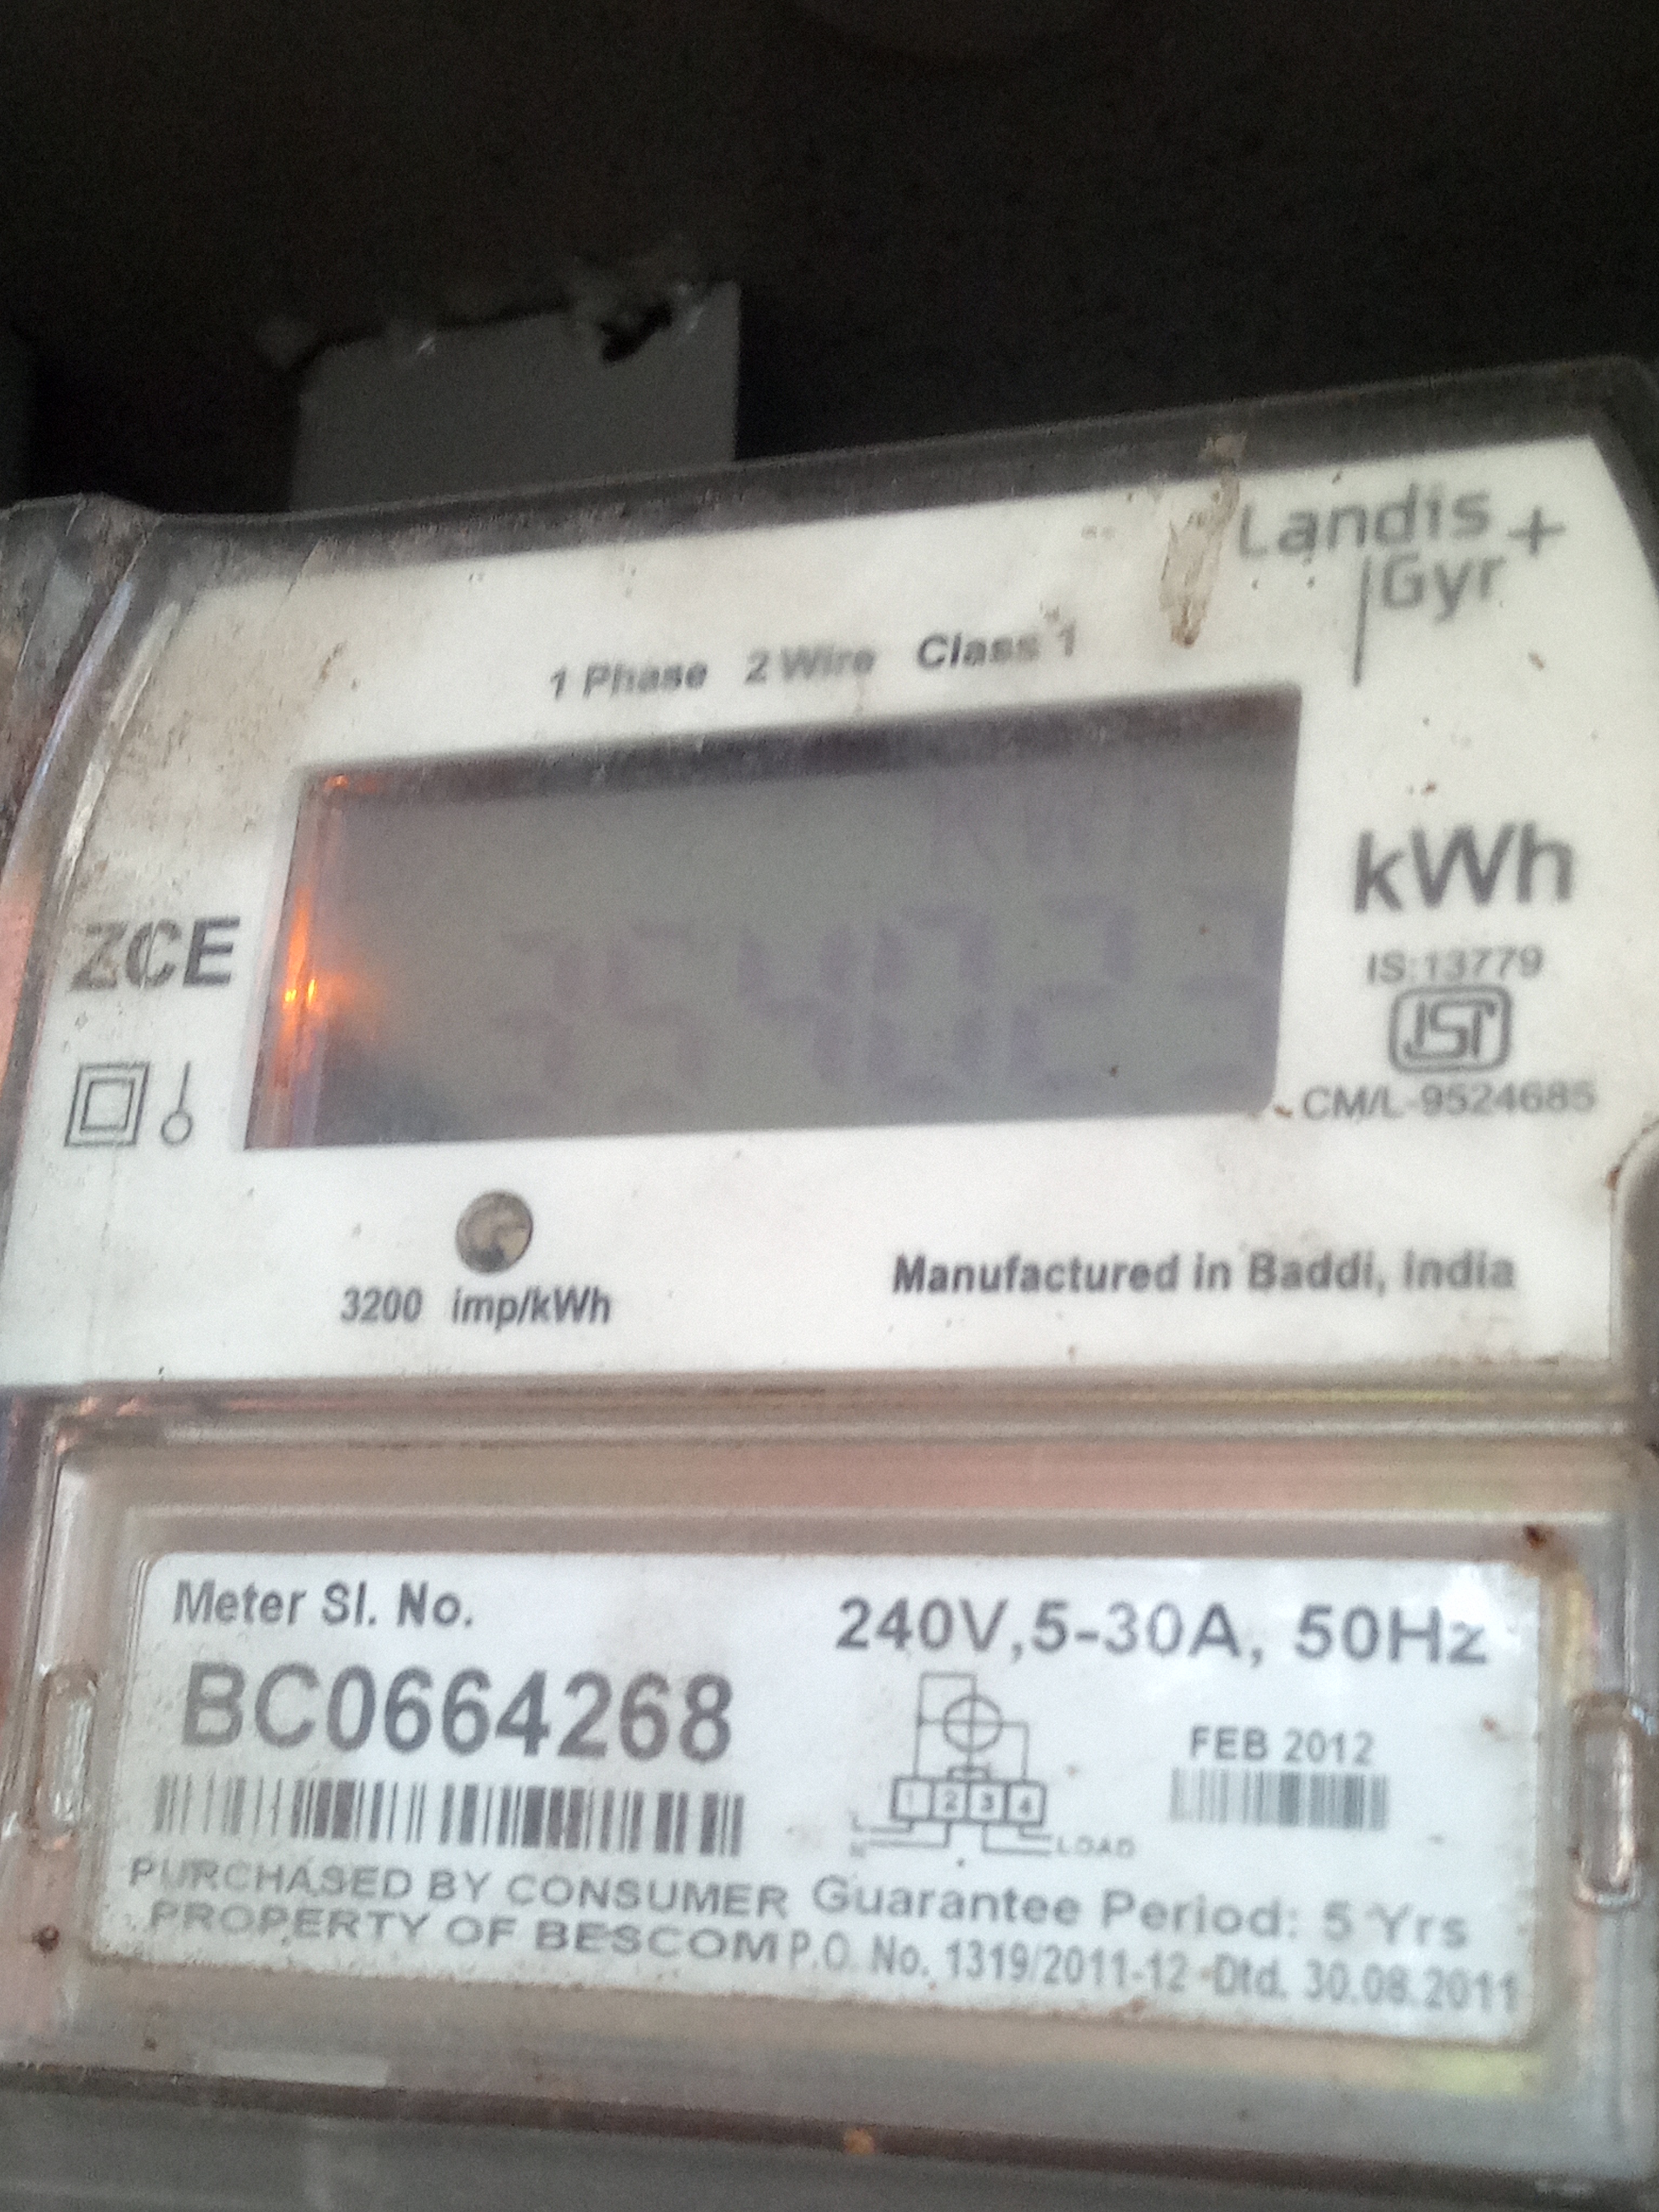 Landis +
Gyr
1 Phase 2 Wire Class 1
kWh
kWh
ZCE
IS:13779
ISI
CM/L-9524685
3200 imp/kWh
Manufactured in Baddi, India
Meter Sl. No.
240V,5-30A, 50Hz
BC0664268
FEB 2012
1 2 3 4
LOAD
PURCHASED BY CONSUMER Guarantee Period: 5 Yrs
PROPERTY OF BESCOM P.O. No. 1319/2011-12 Dtd. 30.08.2011